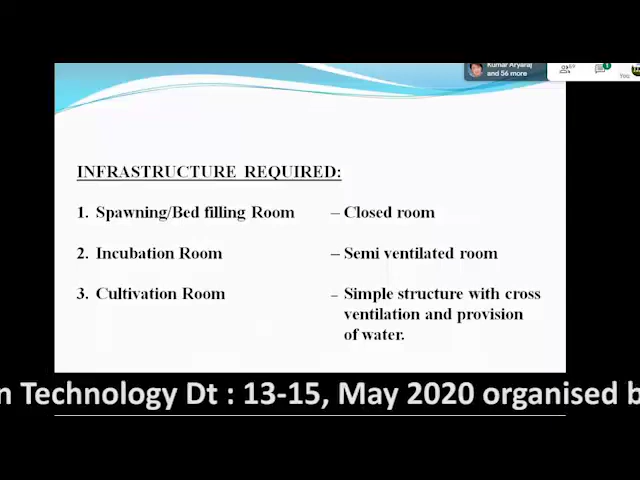 Kumar Aryaraj
and 56 more
You
INFRASTRUCTURE REQUIRED:
1. Spawning/Bed filling Room – Closed room
2. Incubation Room – Semi ventilated room
3. Cultivation Room – Simple structure with cross
ventilation and provision
of water.
n Technology Dt : 13-15, May 2020 organised b